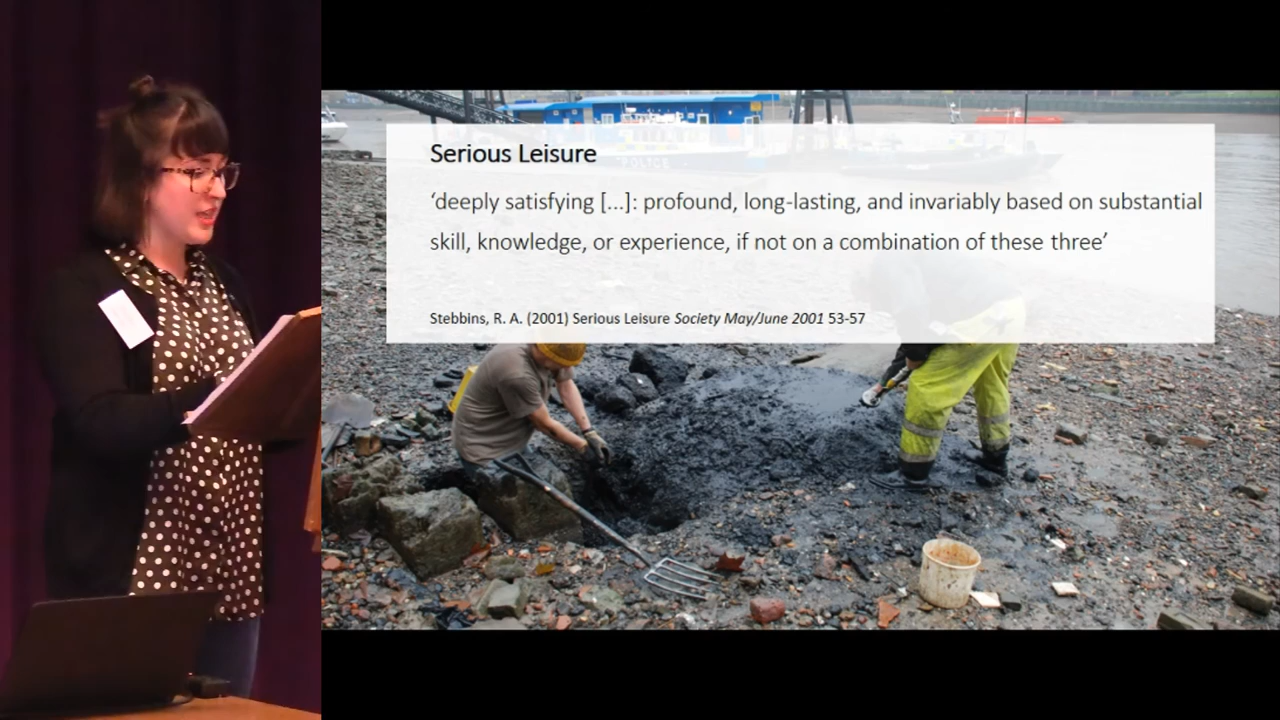 POLICE
Serious Leisure
‘deeply satisfying [...]: profound, long-lasting, and invariably based on substantial
skill, knowledge, or experience, if not on a combination of these three’
Stebbins, R. A. (2001) Serious Leisure Society May/June 2001 53-57